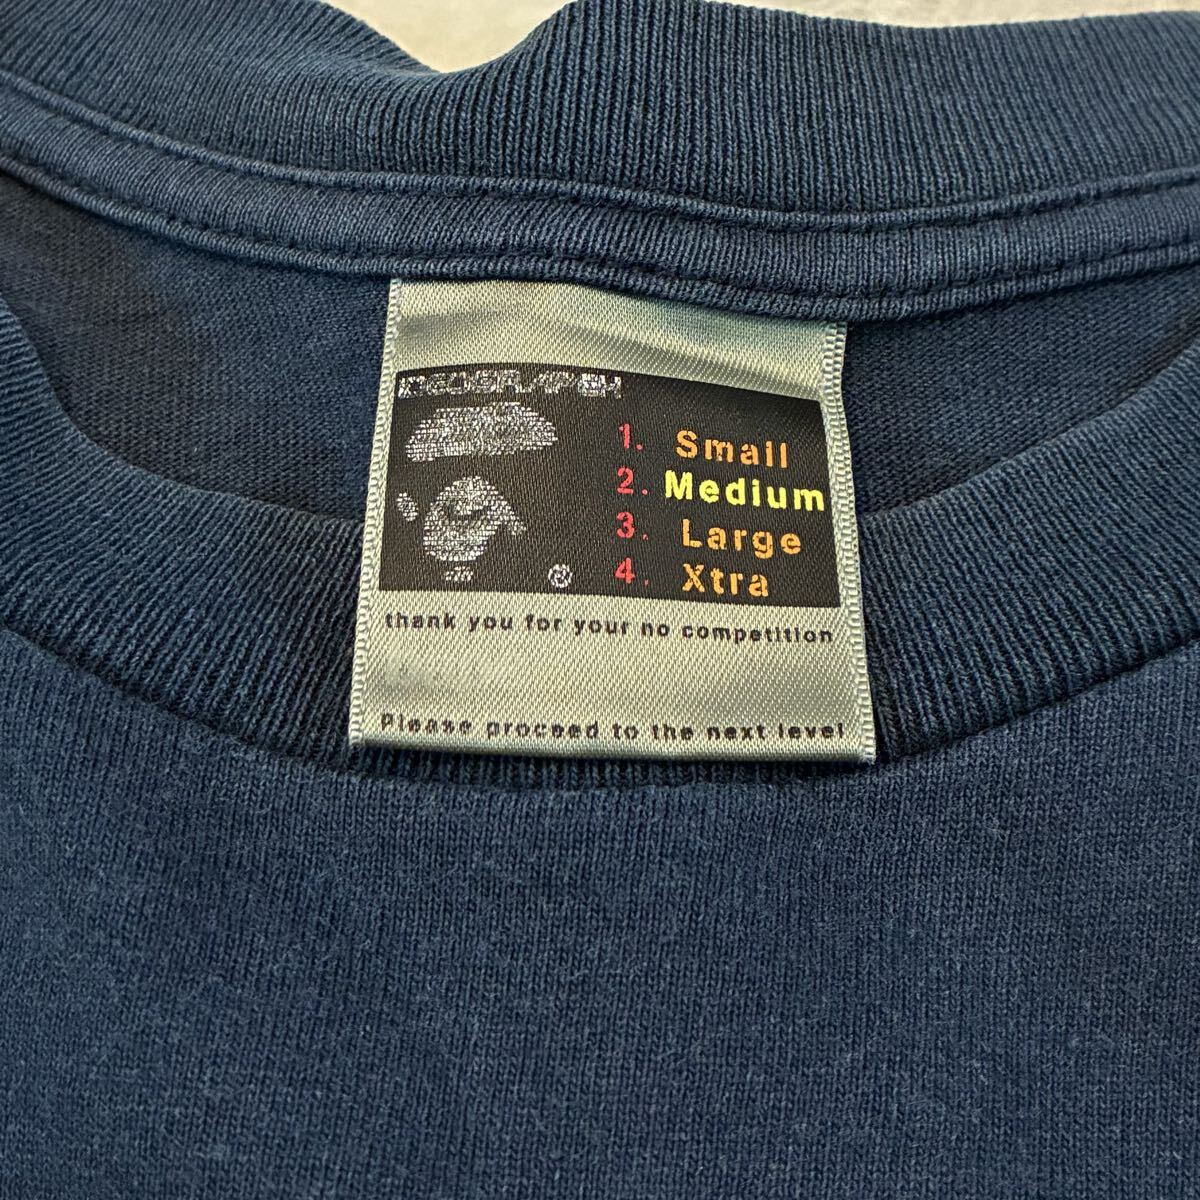 1. Small
2. Medium
3. Large
4. Xtra
thank you for your no competition
please proceed to the next level